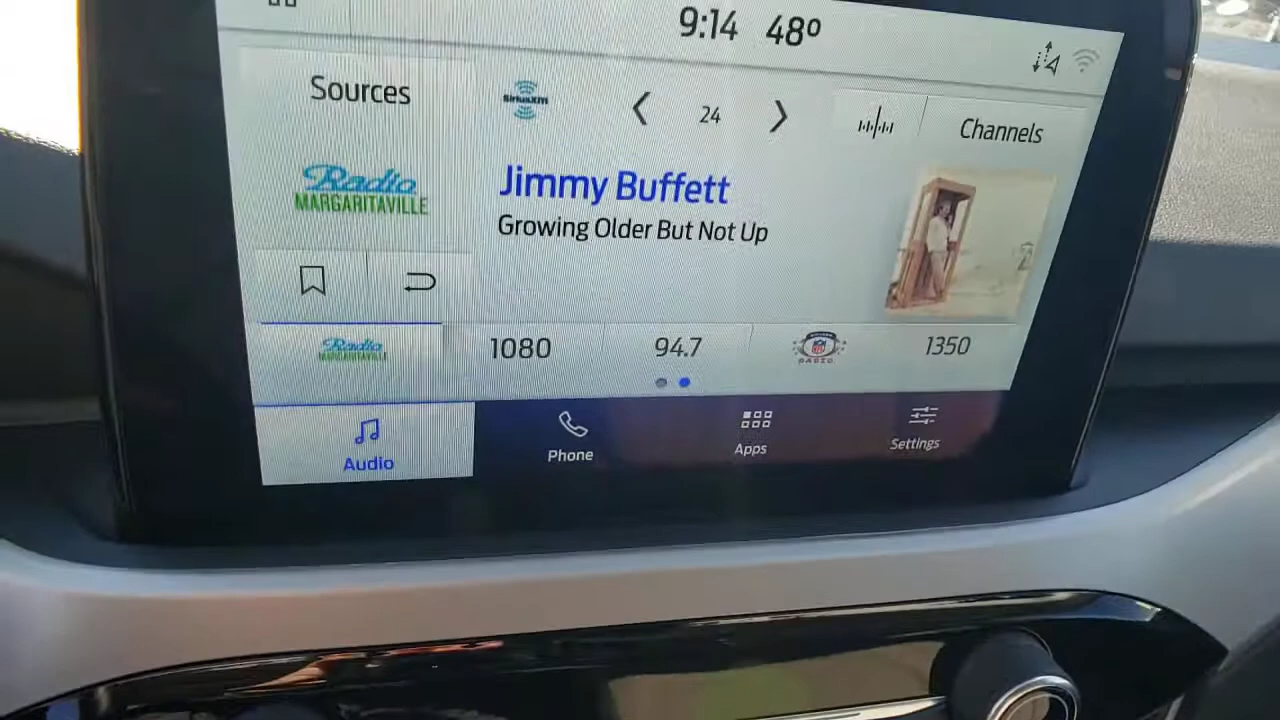 9:14 48º
Sources
SiriusXM
24
Channels
Radio
MARGARITAVILLE
Jimmy Buffett
Growing Older But Not Up
Radio
MARGARITAVILLE
1080
94.7
NFL
RADIO
1350
Audio
Phone
Apps
Settings